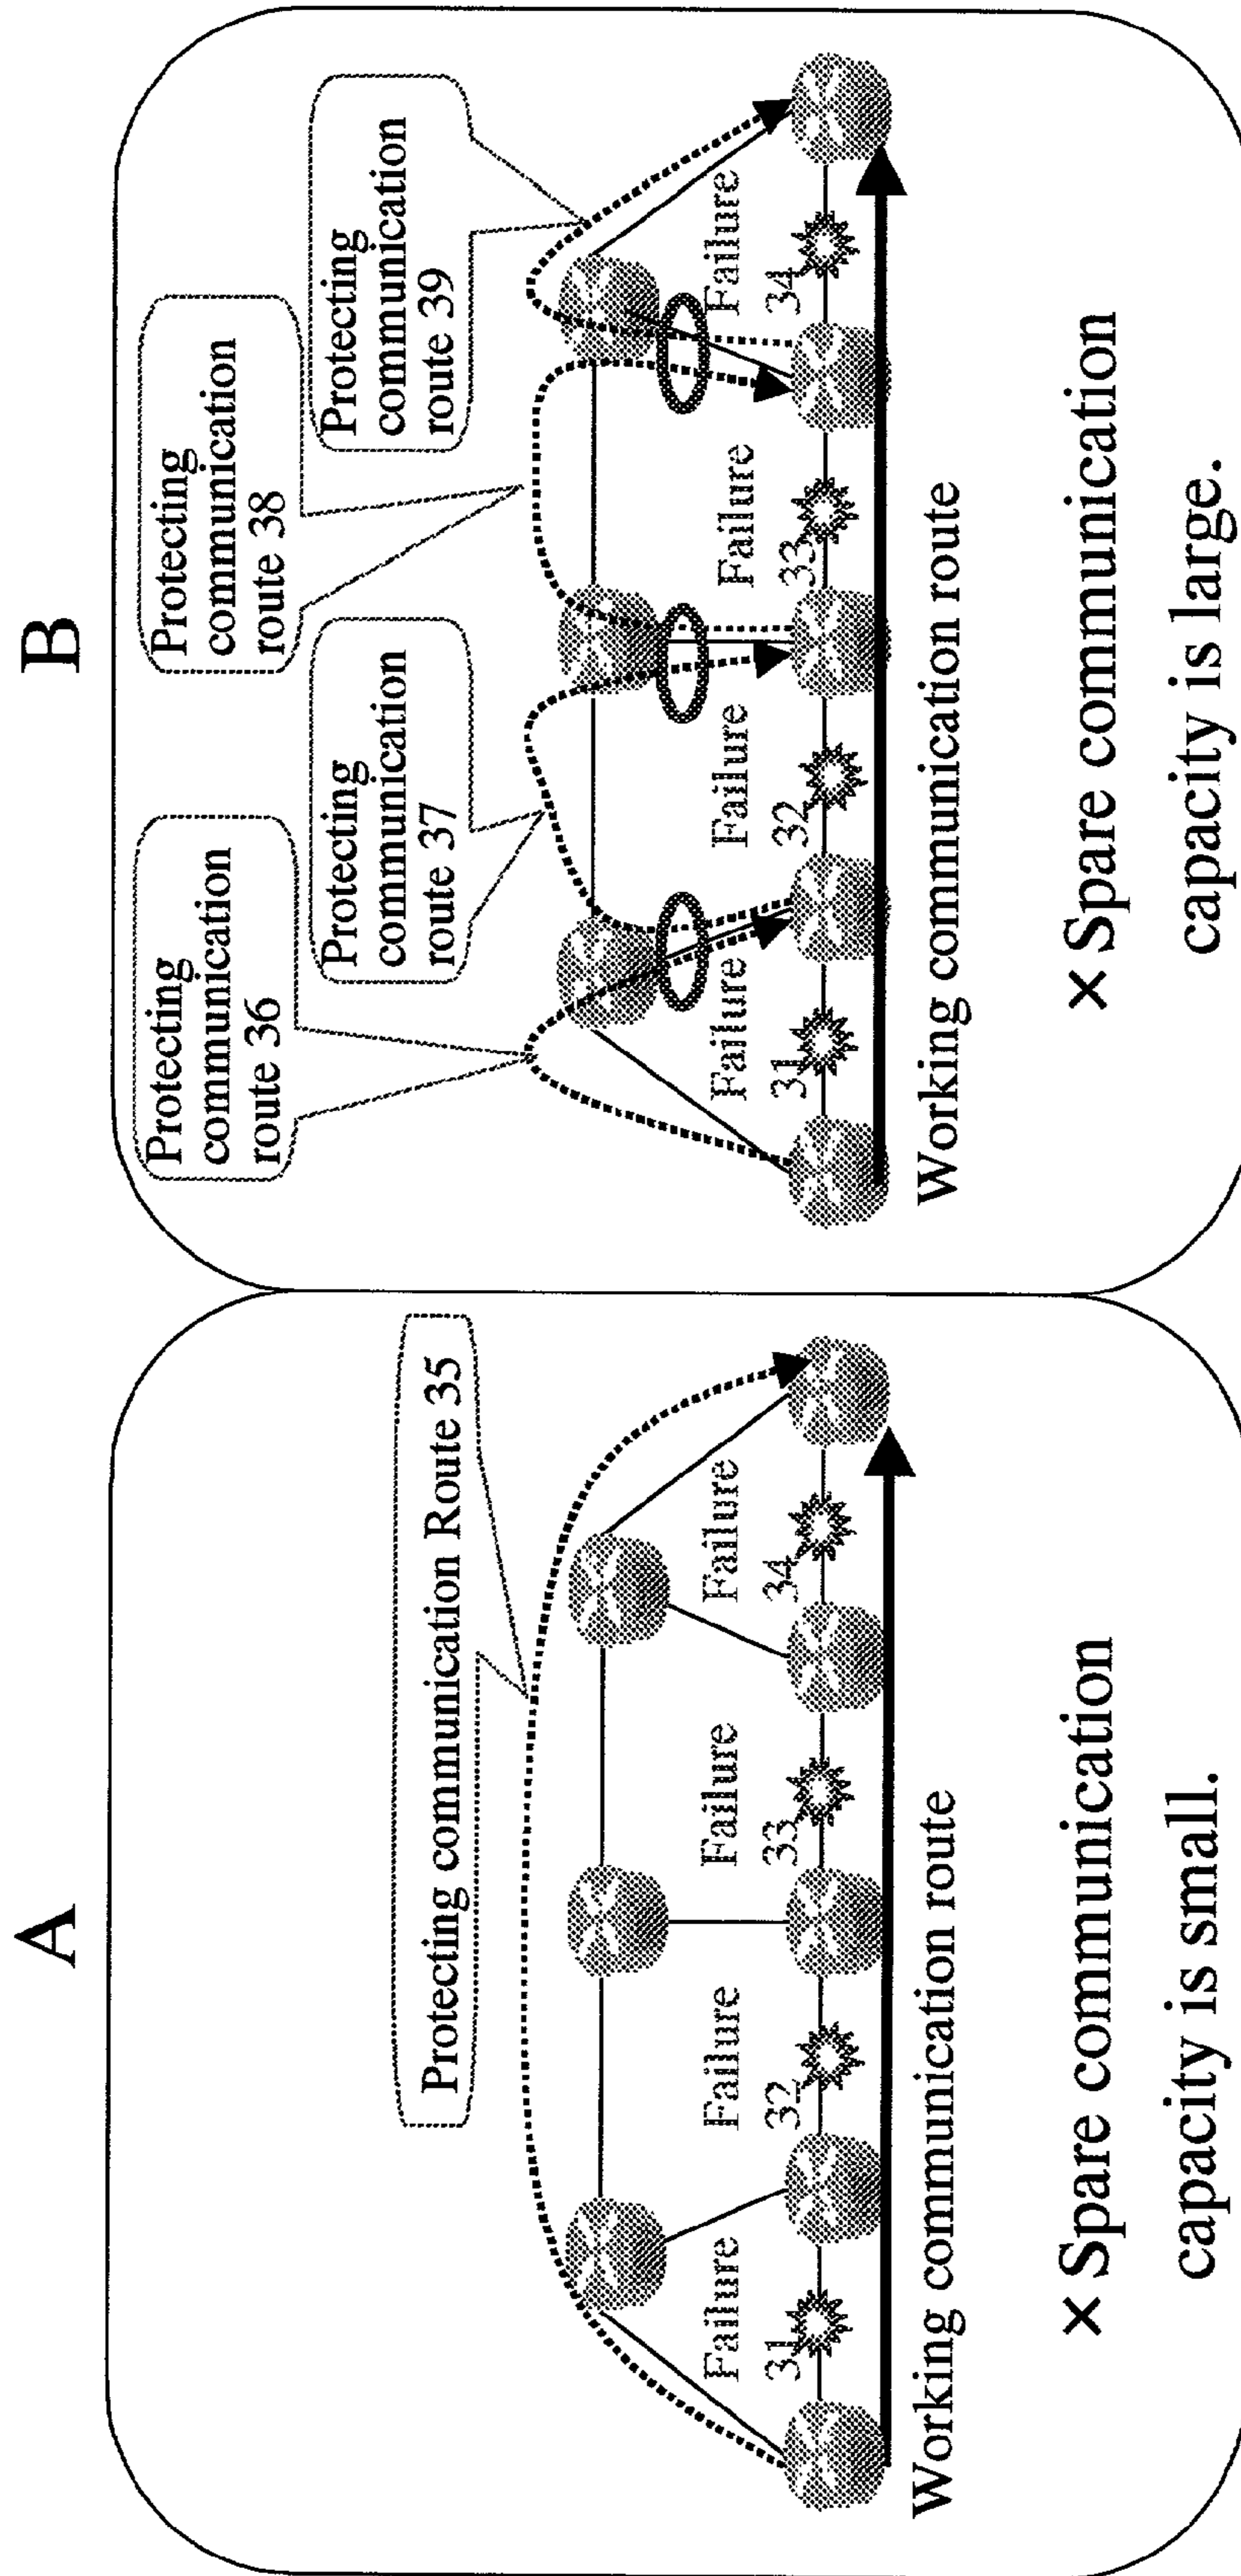 A
Protecting communication Route 35
Failure
31
Failure
32
Failure
33
Failure
34
Working communication route
× Spare communication
capacity is small.
B
Protecting
communication
route 36
Protecting
communication
route 37
Protecting
communication
route 38
Protecting
communication
route 39
Failure
31
Failure
32
Failure
33
Failure
34
Working communication route
× Spare communication
capacity is large.